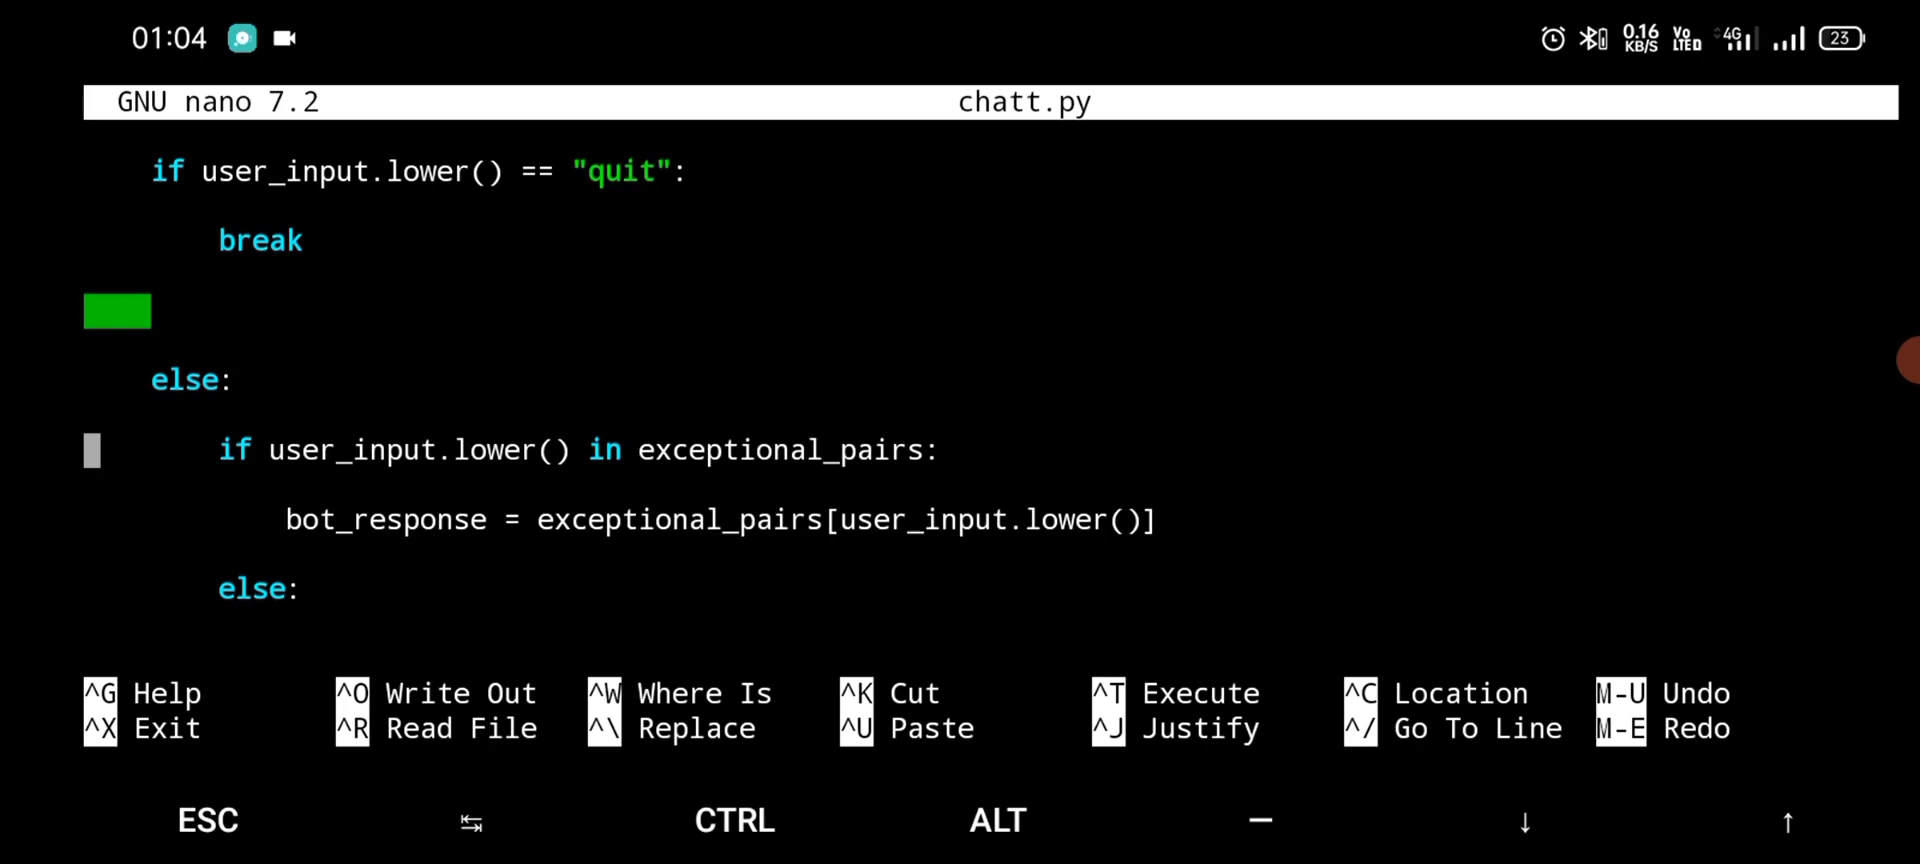 01:04 0.16 KB/S Vo LTE D 4G 23
GNU nano 7.2 chatt.py
if user_input.lower() == "quit":
break
else:
if user_input.lower() in exceptional_pairs:
bot_response = exceptional_pairs[user_input.lower()]
else:
^G Help ^O Write Out ^W Where Is ^K Cut ^T Execute ^C Location M-U Undo
^X Exit ^R Read File ^\ Replace ^U Paste ^J Justify ^/ Go To Line M-E Redo
ESC ↹ CTRL ALT — ↓ ↑